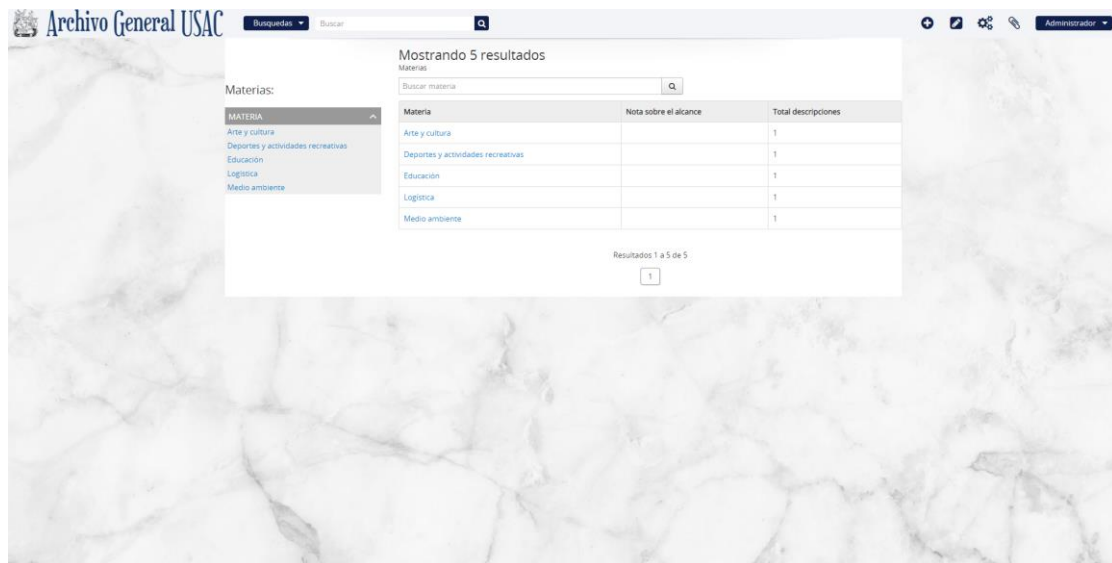 Archivo General USAC
Busquedas
Buscar
Administrador
Materias:
MATERIA
Arte y cultura
Deportes y actividades recreativas
Educación
Logística
Medio ambiente
Mostrando 5 resultados
Materias
Buscar materia
Materia Nota sobre el alcance Total descripciones
Arte y cultura 1
Deportes y actividades recreativas 1
Educación 1
Logística 1
Medio ambiente 1
Resultados 1 a 5 de 5
1